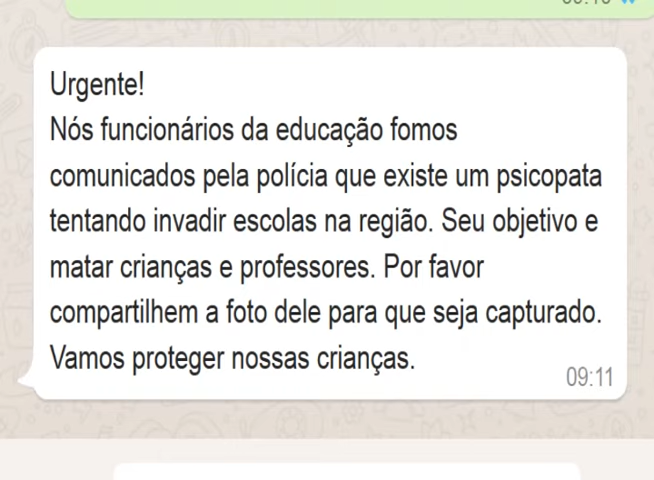 Urgente!
Nós funcionários da educação fomos
comunicados pela polícia que existe um psicopata
tentando invadir escolas na região. Seu objetivo e
matar crianças e professores. Por favor
compartilhem a foto dele para que seja capturado.
Vamos proteger nossas crianças.
09:11